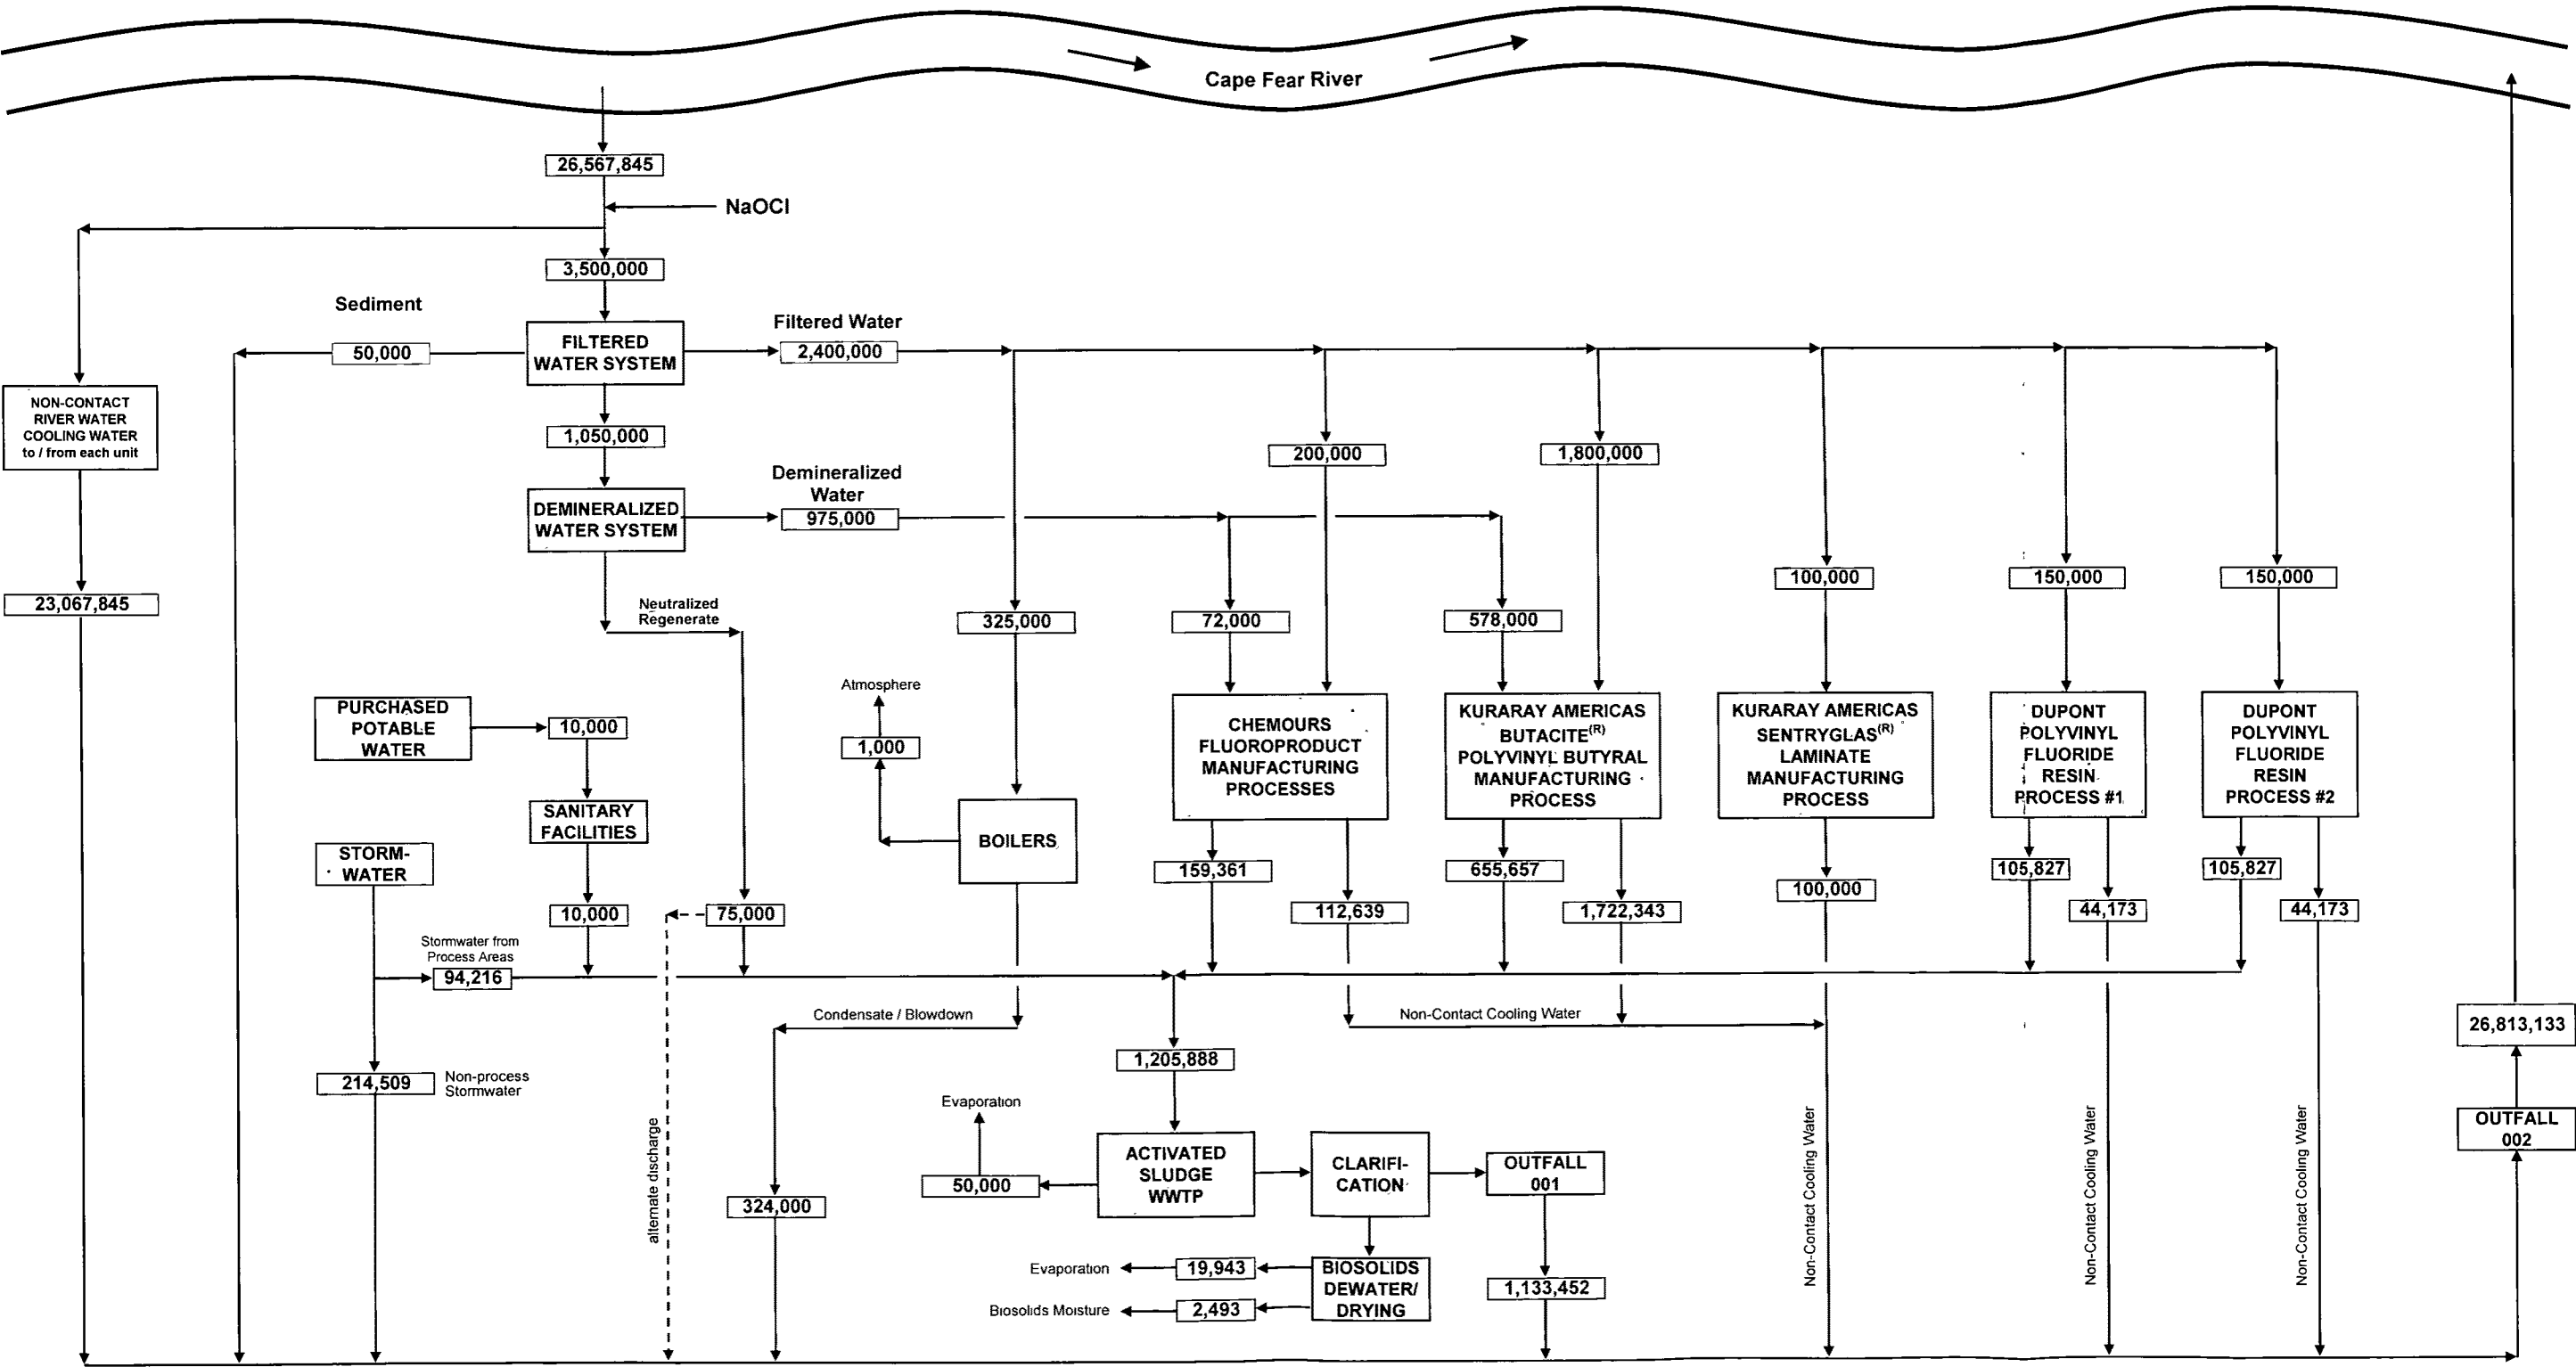 Cape Fear River
26,567,845
NaOCl
3,500,000
Sediment
50,000
FILTERED
WATER SYSTEM
Filtered Water
2,400,000
NON-CONTACT
RIVER WATER
COOLING WATER
to / from each unit
1,050,000
200,000
1,800,000
Demineralized
Water
975,000
DEMINERALIZED
WATER SYSTEM
23,067,845
Neutralized
Regenerate
325,000
72,000
578,000
100,000
150,000
150,000
PURCHASED
POTABLE
WATER
10,000
Atmosphere
1,000
SANITARY
FACILITIES
BOILERS
CHEMOURS
FLUOROPRODUCT
MANUFACTURING
PROCESSES
KURARAY AMERICAS
BUTACITE(R)
POLYVINYL BUTYRAL
MANUFACTURING
PROCESS
KURARAY AMERICAS
SENTRYGLAS(R)
LAMINATE
MANUFACTURING
PROCESS
DUPONT
POLYVINYL
FLUORIDE
RESIN
PROCESS #1
DUPONT
POLYVINYL
FLUORIDE
RESIN
PROCESS #2
STORM-
WATER
10,000
75,000
159,361
112,639
655,657
1,722,343
100,000
105,827
44,173
105,827
44,173
Stormwater from
Process Areas
94,216
Condensate / Blowdown
Non-Contact Cooling Water
26,813,133
214,509
Non-process
Stormwater
1,205,888
OUTFALL
002
Evaporation
50,000
ACTIVATED
SLUDGE
WWTP
CLARIFI-
CATION
OUTFALL
001
alternate discharge
324,000
Evaporation
19,943
BIOSOLIDS
DEWATER/
DRYING
Biosolids Moisture
2,493
1,133,452
Non-Contact Cooling Water
Non-Contact Cooling Water
Non-Contact Cooling Water